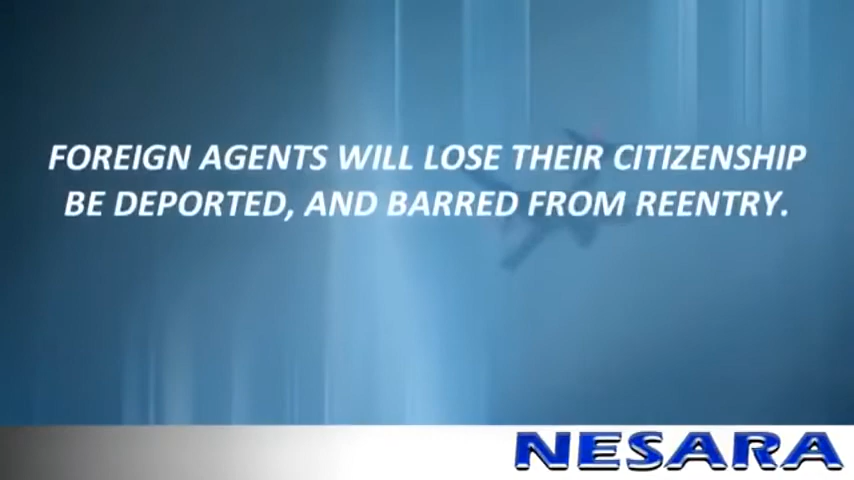 FOREIGN AGENTS WILL LOSE THEIR CITIZENSHIP
BE DEPORTED, AND BARRED FROM REENTRY.
NESARA